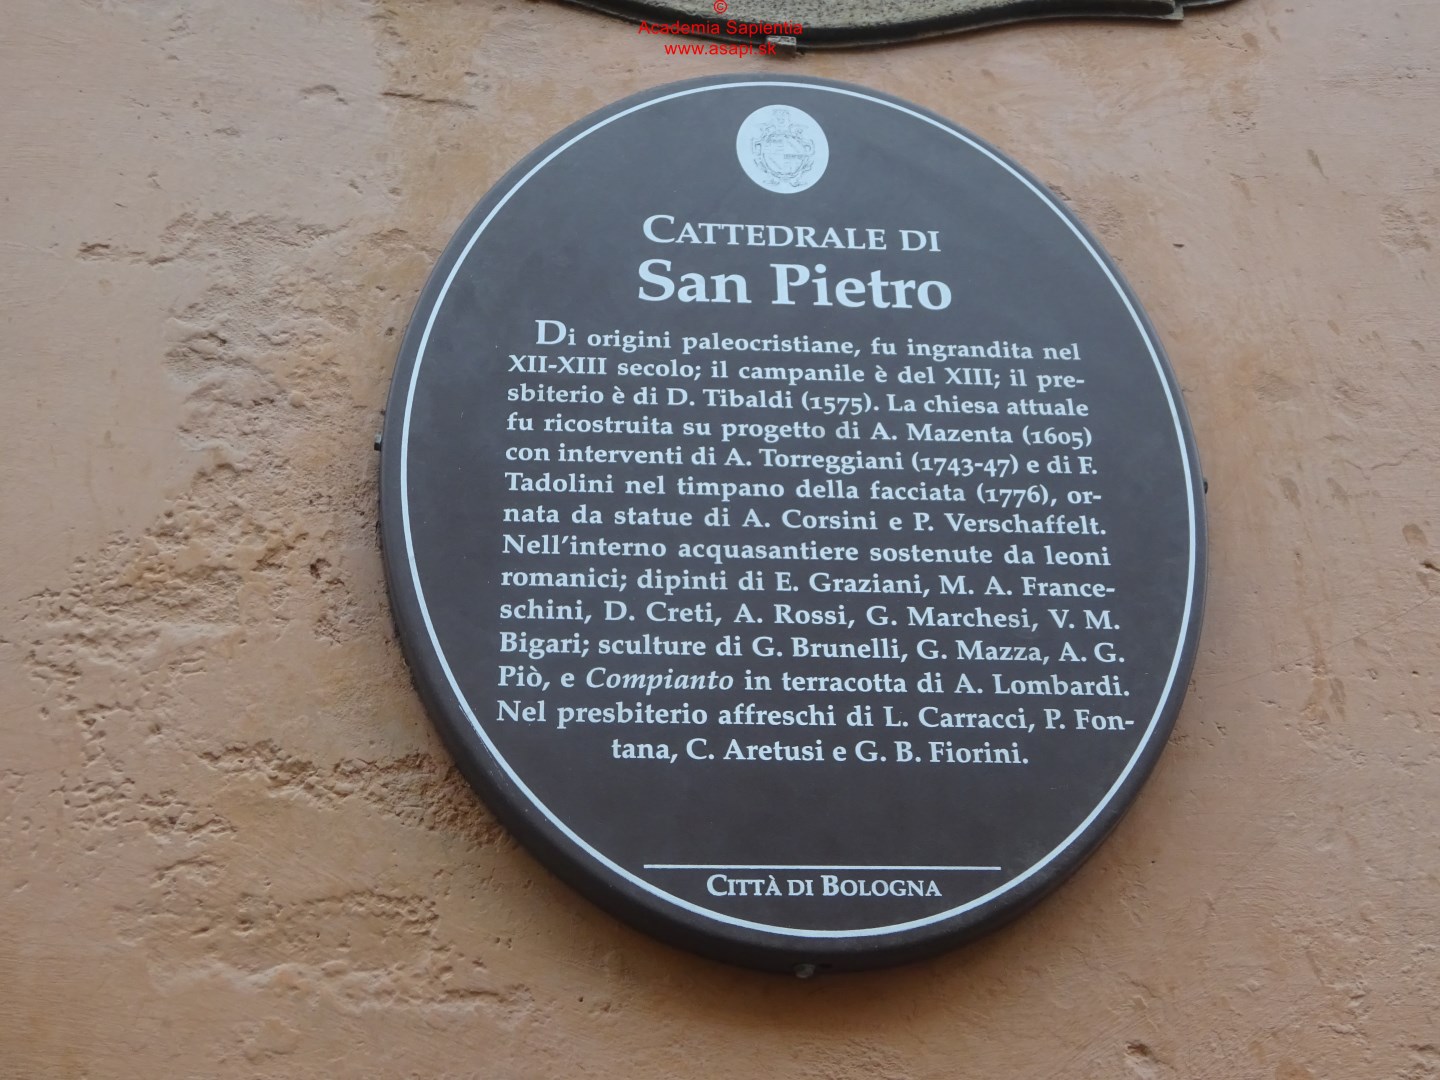 ©
Academia Sapientia
www.asapi.sk
CATTEDRALE DI
San Pietro
Di origini paleocristiane, fu ingrandita nel
XII-XIII secolo; il campanile è del XIII; il pre-
sbiterio è di D. Tibaldi (1575). La chiesa attuale
fu ricostruita su progetto di A. Mazenta (1605)
con interventi di A. Torreggiani (1743-47) e di F.
Tadolini nel timpano della facciata (1776), or-
nata da statue di A. Corsini e P. Verschaffelt.
Nell'interno acquasantiere sostenute da leoni
romanici; dipinti di E. Graziani, M. A. France-
schini, D. Creti, A. Rossi, G. Marchesi, V. M.
Bigari; sculture di G. Brunelli, G. Mazza, A. G.
Piò, e Compianto in terracotta di A. Lombardi.
Nel presbiterio affreschi di L. Carracci, P. Fon-
tana, C. Aretusi e G. B. Fiorini.
CITTÀ DI BOLOGNA